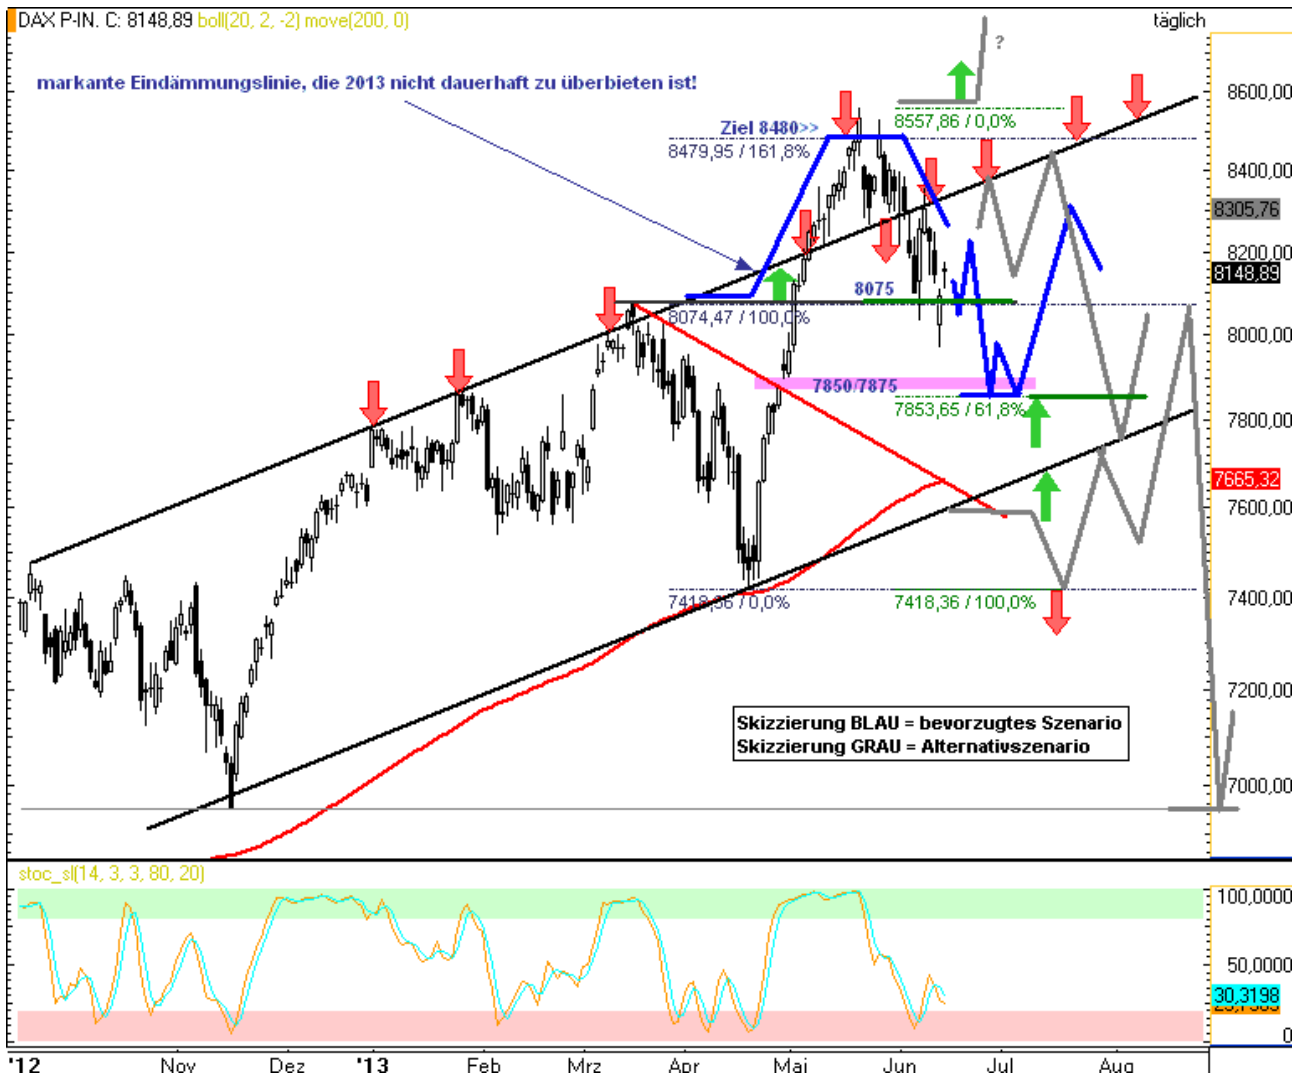 DAX P-IN. C: 8148,89 boll(20, 2, -2) move(200, 0)
täglich
?
markante Eindämmungslinie, die 2013 nicht dauerhaft zu überbieten ist!
8600,00
8557,86 / 0,0%
Ziel 8480>>
8479,95 / 161,8%
8400,00
8305,76
8200,00
8148,89
8075
8074,47 / 100,0%
8000,00
7850/7875
7853,65 / 61,8%
7800,00
7665,32
7600,00
7418,36 / 0,0%
7418,36 / 100,0%
7400,00
7200,00
Skizzierung BLAU = bevorzugtes Szenario
Skizzierung GRAU = Alternativszenario
7000,00
stoc_sl(14, 3, 3, 80, 20)
100,0000
50,0000
30,3198
0
'12 Nov Dez '13 Feb Mrz Apr Mai Jun Jul Aug